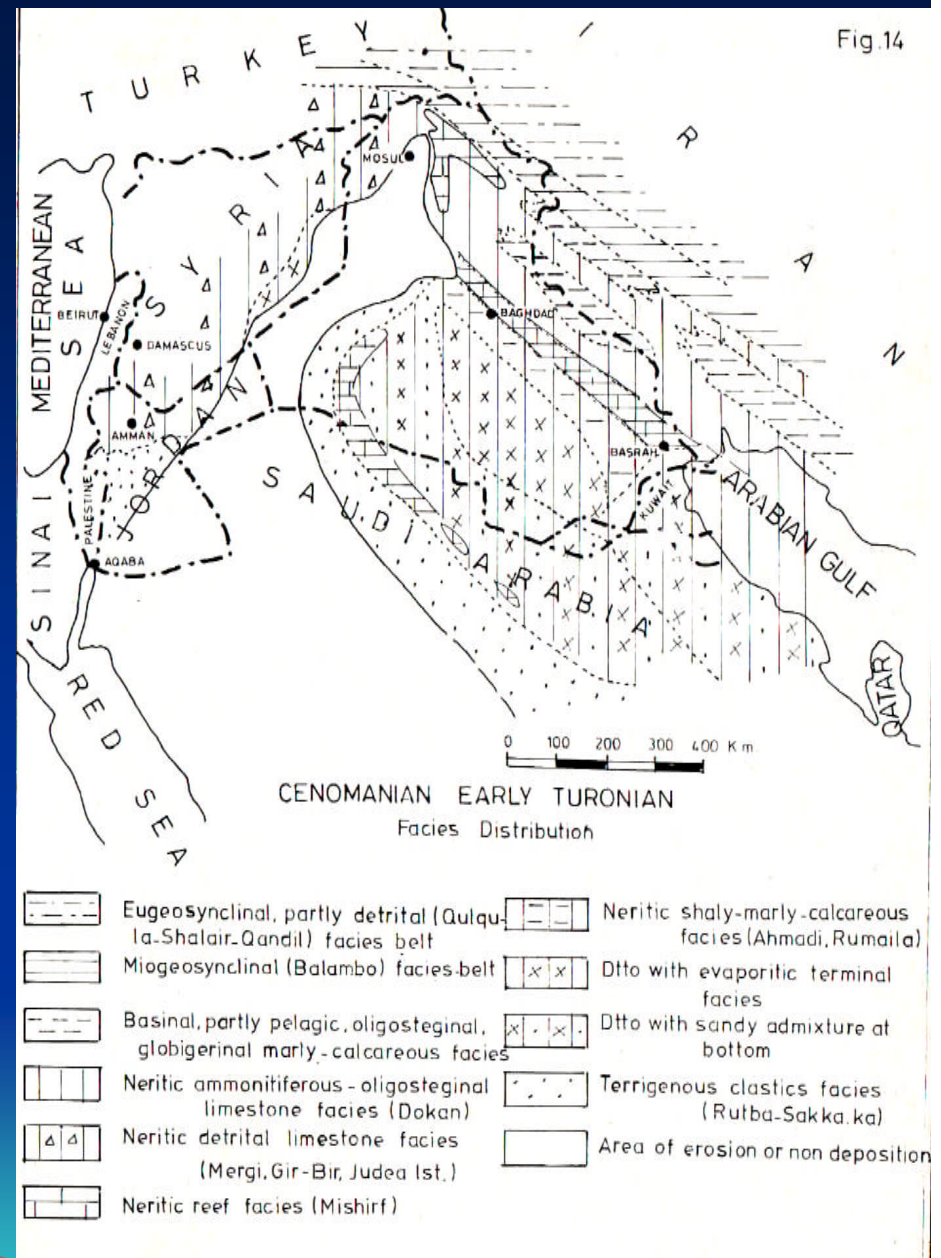 Fig.14
TURKEY
IRAN
MOSUL
SYRIA
MEDITERRANEAN
SEA
BEIRUT
LEBANON
BAGHDAD
DAMASCUS
AMMAN
JORDAN
BASRAH
KUWAIT
ARABIAN GULF
PALESTINE
SAUDI
ARABIA
SINAI
AQABA
QATAR
RED SEA
0 100 200 300 400 Km
CENOMANIAN EARLY TURONIAN
Facies Distribution
Eugeosynclinal, partly detrital (Qulqu-
la-Shalair-Qandil) facies belt
Miogeosynclinal (Balambo) facies-belt
Basinal, partly pelagic, oligosteginal,
globigerinal marly-calcareous facies
Neritic ammonitiferous-oligosteginal
limestone facies (Dokan)
Neritic detrital limestone facies
(Mergi, Gir-Bir, Judea lst.)
Neritic reef facies (Mishirf)
Neritic shaly-marly-calcareous
facies (Ahmadi, Rumaila)
Dtto with evaporitic terminal
facies
Dtto with sandy admixture at
bottom
Terrigenous clastics facies
(Rutba-Sakka.ka)
Area of erosion or non deposition